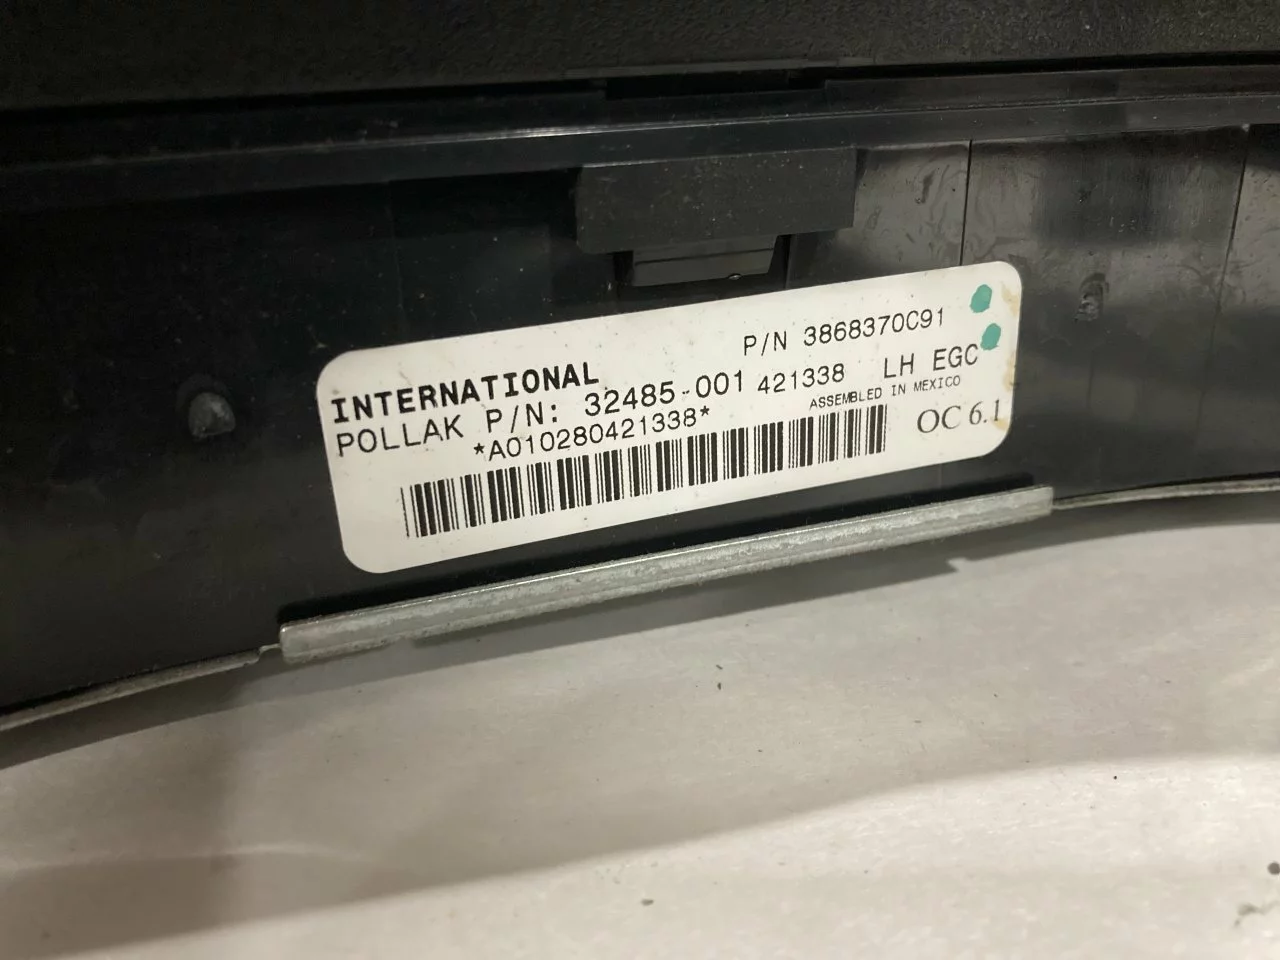 P/N 3868370C91
INTERNATIONAL
LH EGC
POLLAK P/N: 32485-001 421338
ASSEMBLED IN MEXICO
*A010280421338*
OC 6.1